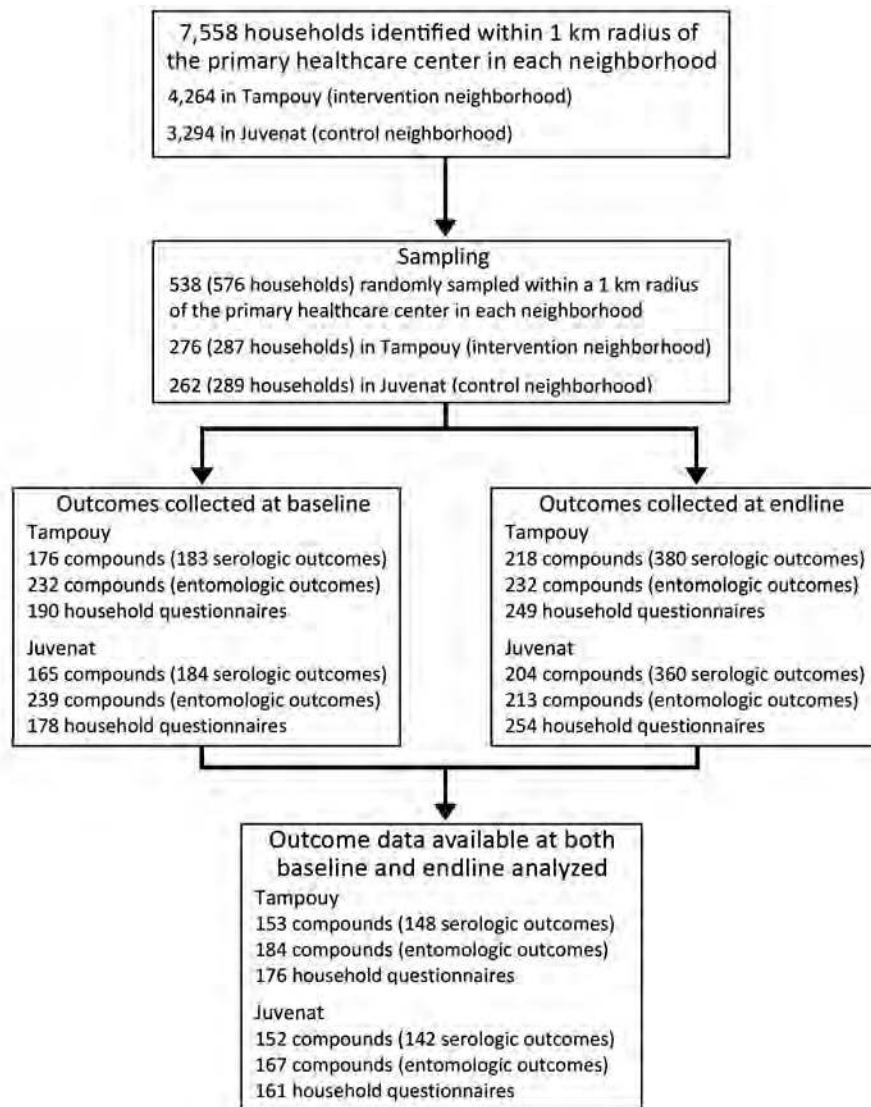 7,558 households identified within 1 km radius of
the primary healthcare center in each neighborhood
4,264 in Tampouy (intervention neighborhood)
3,294 in Juvenat (control neighborhood)
Sampling
538 (576 households) randomly sampled within a 1 km radius
of the primary healthcare center in each neighborhood
276 (287 households) in Tampouy (intervention neighborhood)
262 (289 households) in Juvenat (control neighborhood)
Outcomes collected at baseline
Tampouy
176 compounds (183 serologic outcomes)
232 compounds (entomologic outcomes)
190 household questionnaires
Juvenat
165 compounds (184 serologic outcomes)
239 compounds (entomologic outcomes)
178 household questionnaires
Outcomes collected at endline
Tampouy
218 compounds (380 serologic outcomes)
232 compounds (entomologic outcomes)
249 household questionnaires
Juvenat
204 compounds (360 serologic outcomes)
213 compounds (entomologic outcomes)
254 household questionnaires
Outcome data available at both
baseline and endline analyzed
Tampouy
153 compounds (148 serologic outcomes)
184 compounds (entomologic outcomes)
176 household questionnaires
Juvenat
152 compounds (142 serologic outcomes)
167 compounds (entomologic outcomes)
161 household questionnaires